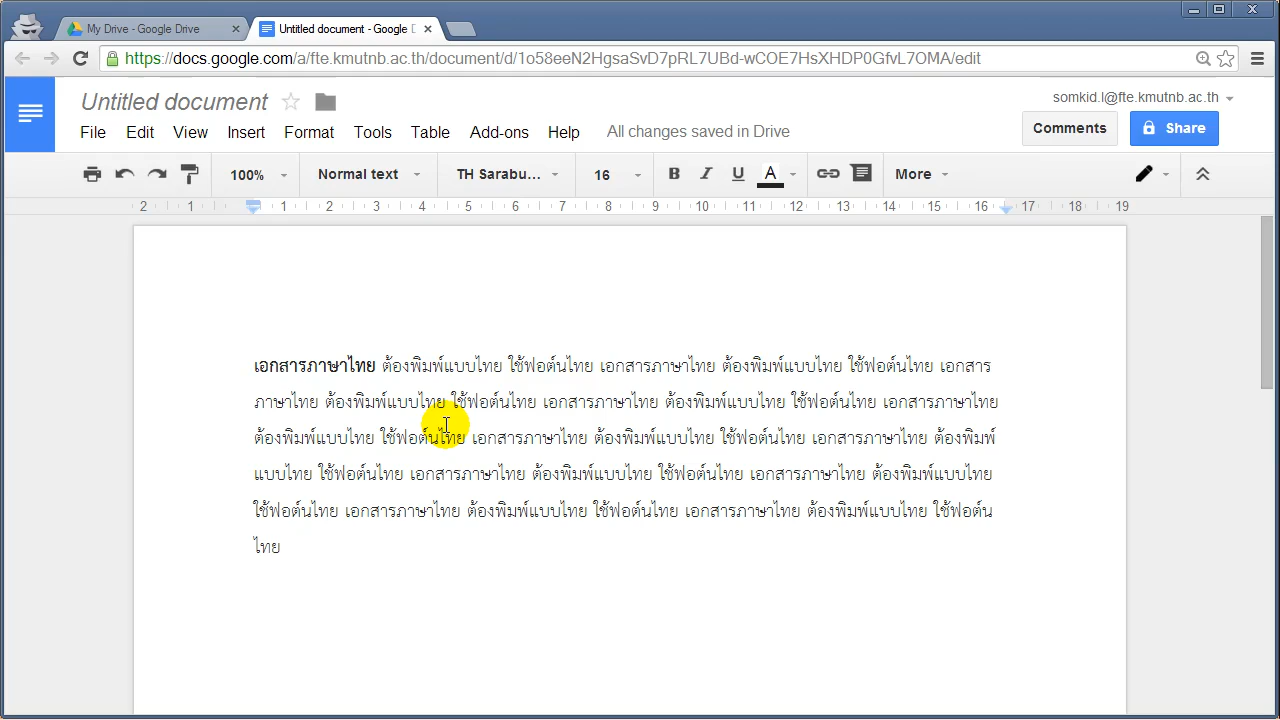 My Drive - Google Drive
Untitled document - Google D
https://docs.google.com/a/fte.kmutnb.ac.th/document/d/1o58eeN2HgsaSvD7pRL7UBd-wCOE7HsXHDP0GfvL7OMA/edit
Untitled document
somkid.l@fte.kmutnb.ac.th
File Edit View Insert Format Tools Table Add-ons Help All changes saved in Drive
Comments Share
100% Normal text TH Sarabu... 16 B I U A More
2 1 1 2 3 4 5 6 7 8 9 10 11 12 13 14 15 16 17 18 19
เอกสารภาษาไทย ต้องพิมพ์แบบไทย ใช้ฟอต์นไทย เอกสารภาษาไทย ต้องพิมพ์แบบไทย ใช้ฟอต์นไทย เอกสาร
ภาษาไทย ต้องพิมพ์แบบไทย ใช้ฟอต์นไทย เอกสารภาษาไทย ต้องพิมพ์แบบไทย ใช้ฟอต์นไทย เอกสารภาษาไทย
ต้องพิมพ์แบบไทย ใช้ฟอต์นไทย เอกสารภาษาไทย ต้องพิมพ์แบบไทย ใช้ฟอต์นไทย เอกสารภาษาไทย ต้องพิมพ์
แบบไทย ใช้ฟอต์นไทย เอกสารภาษาไทย ต้องพิมพ์แบบไทย ใช้ฟอต์นไทย เอกสารภาษาไทย ต้องพิมพ์แบบไทย
ใช้ฟอต์นไทย เอกสารภาษาไทย ต้องพิมพ์แบบไทย ใช้ฟอต์นไทย เอกสารภาษาไทย ต้องพิมพ์แบบไทย ใช้ฟอต์น
ไทย